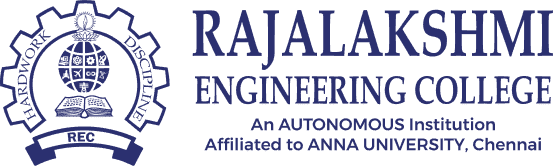 HARDWORK
DISCIPLINE
REC
RAJALAKSHMI
ENGINEERING COLLEGE
An AUTONOMOUS Institution
Affiliated to ANNA UNIVERSITY, Chennai